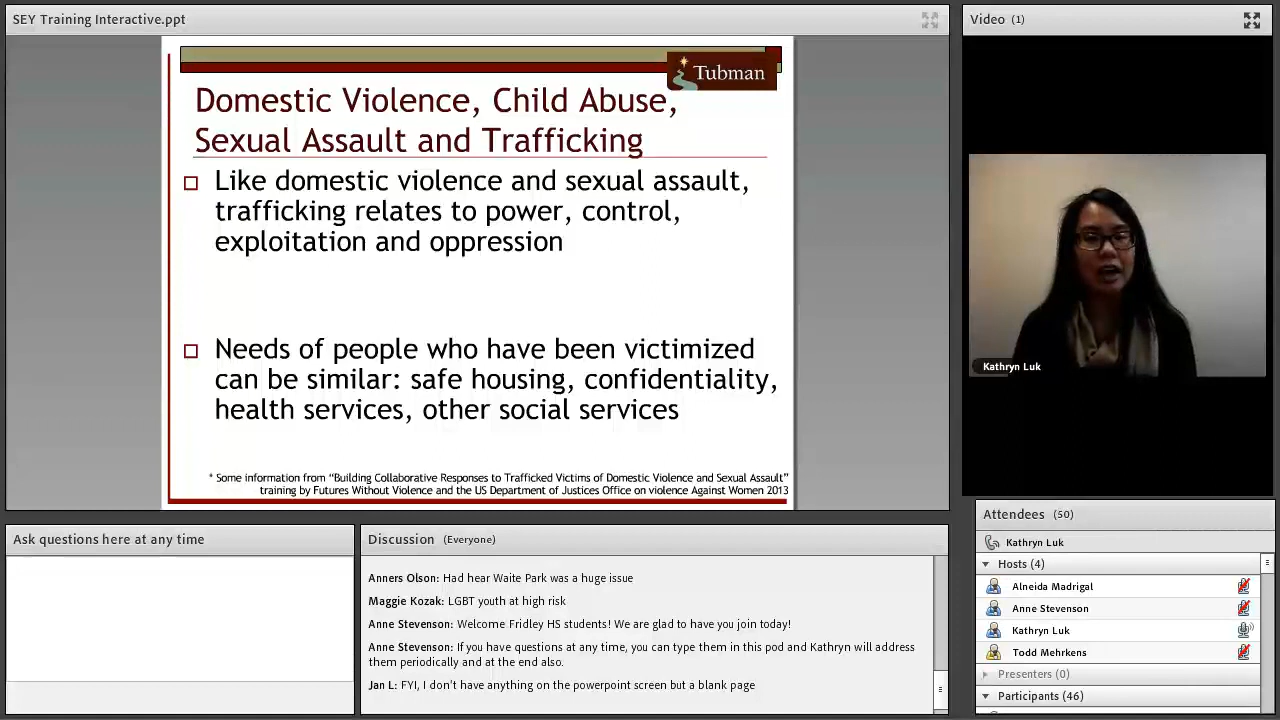 SEY Training Interactive.ppt
Tubman
Domestic Violence, Child Abuse,
Sexual Assault and Trafficking
Like domestic violence and sexual assault,
trafficking relates to power, control,
exploitation and oppression
Needs of people who have been victimized
can be similar: safe housing, confidentiality,
health services, other social services
* Some information from “Building Collaborative Responses to Trafficked Victims of Domestic Violence and Sexual Assault”
training by Futures Without Violence and the US Department of Justices Office on violence Against Women 2013
Video (1)
Kathryn Luk
Attendees (50)
Kathryn Luk
Hosts (4)
Alneida Madrigal
Anne Stevenson
Kathryn Luk
Todd Mehrkens
Presenters (0)
Participants (46)
Ask questions here at any time
Discussion (Everyone)
Anners Olson: Had hear Waite Park was a huge issue
Maggie Kozak: LGBT youth at high risk
Anne Stevenson: Welcome Fridley HS students! We are glad to have you join today!
Anne Stevenson: If you have questions at any time, you can type them in this pod and Kathryn will address
them periodically and at the end also.
Jan L: FYI, I don't have anything on the powerpoint screen but a blank page